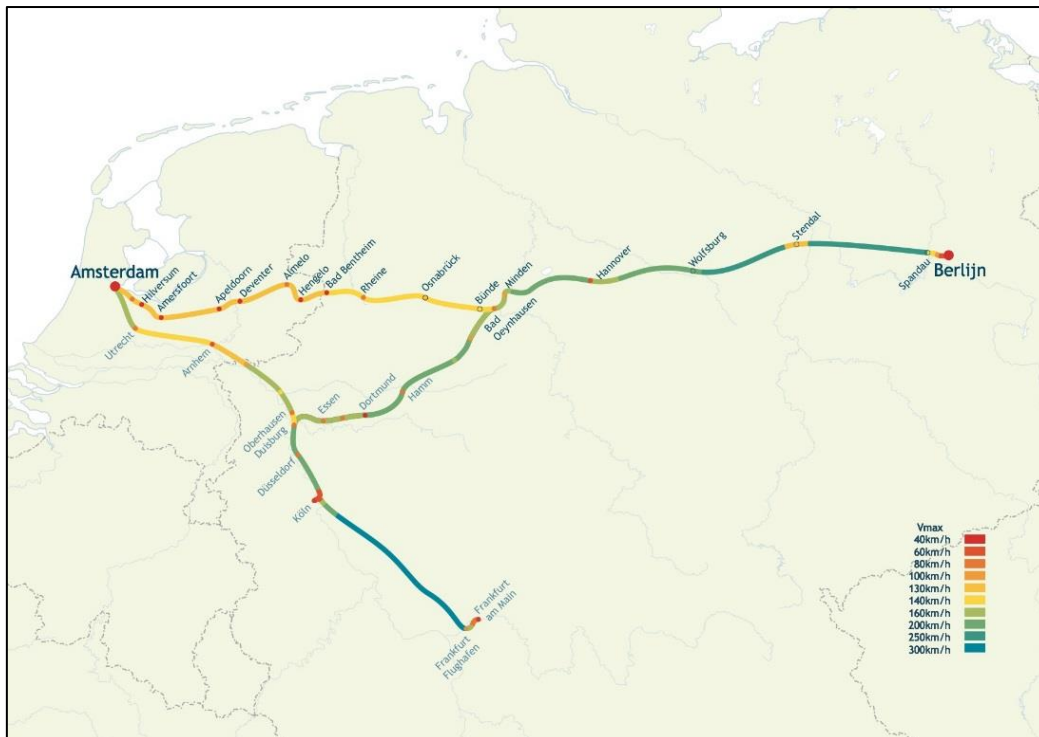 Amsterdam
Hilversum
Amersfoort
Apeldoorn
Deventer
Almelo
Hengelo
Bad Bentheim
Rheine
Osnabrück
Bünde
Bad
Oeynhausen
Minden
Hannover
Wolfsburg
Stendal
Spandau
Berlijn
Utrecht
Arnhem
Oberhausen
Duisburg
Essen
Dortmund
Hamm
Düsseldorf
Köln
Frankfurt
am Main
Frankfurt
Flughafen
Vmax
40km/h
60km/h
80km/h
100km/h
130km/h
140km/h
160km/h
200km/h
250km/h
300km/h